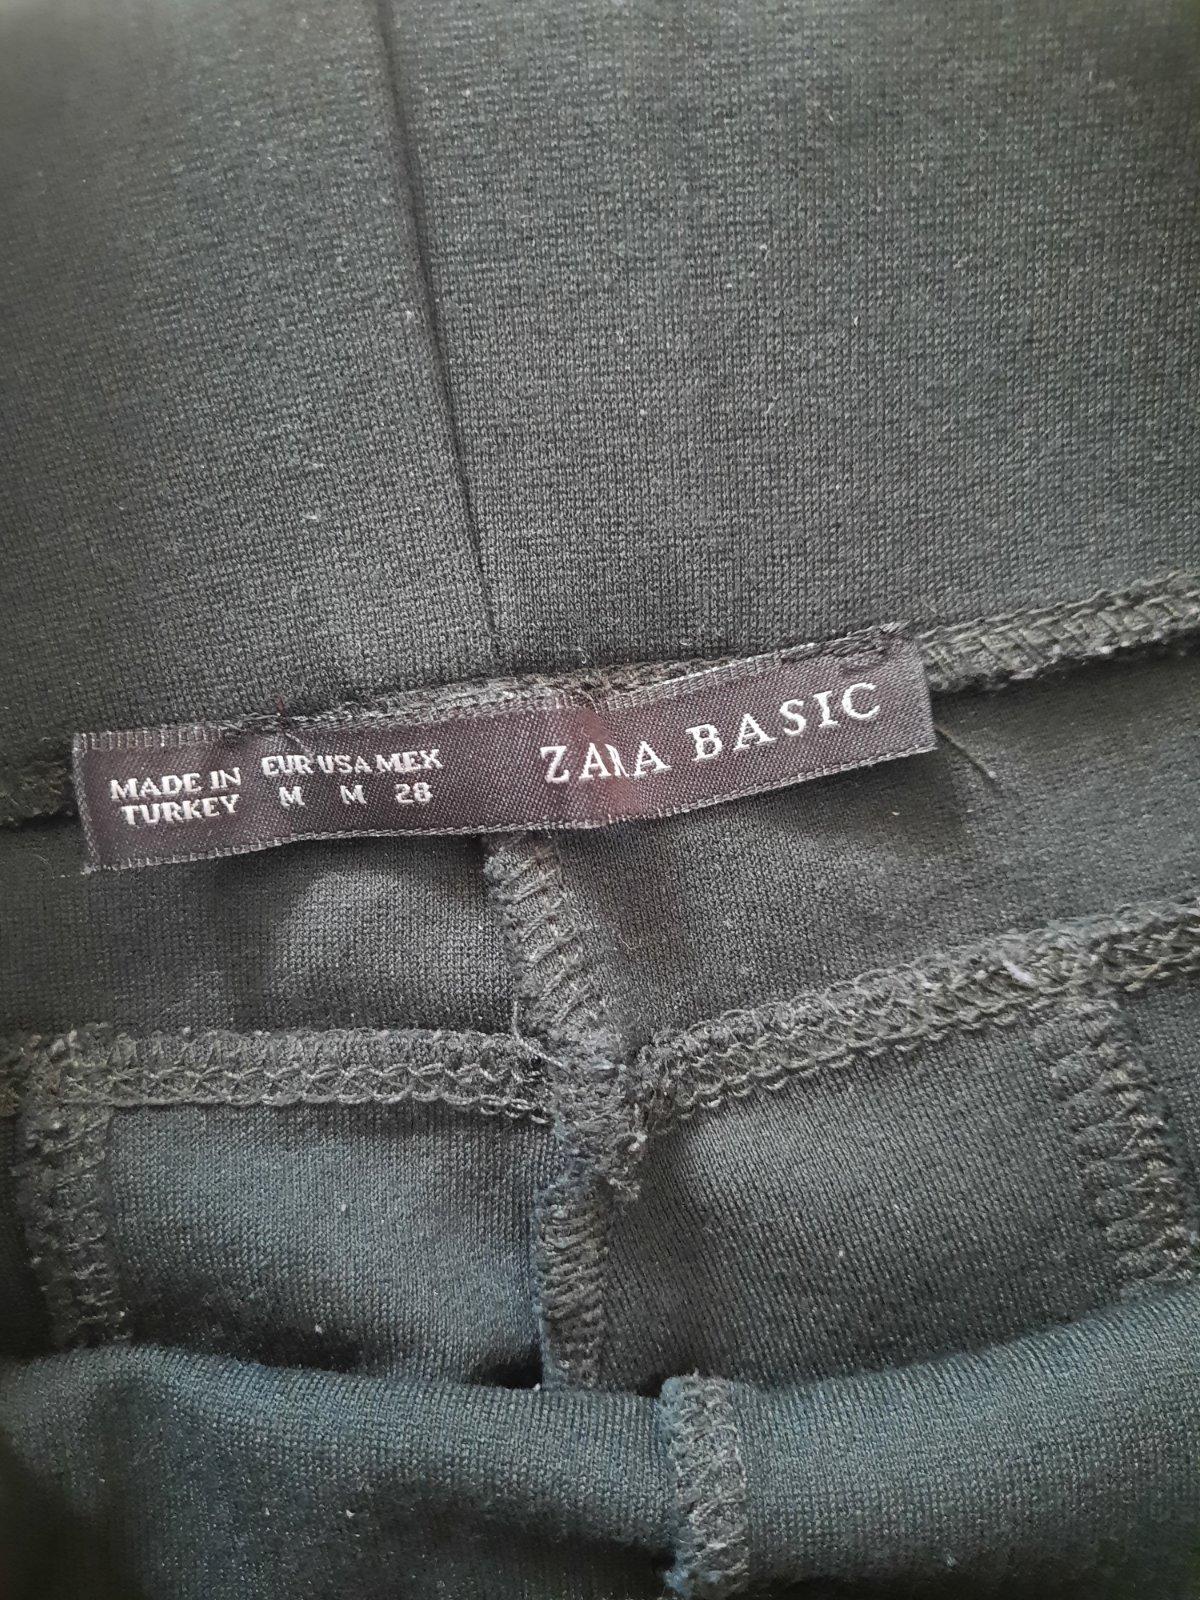 MADE IN
TURKEY
EUR USA MEX
M M 28
ZARA BASIC